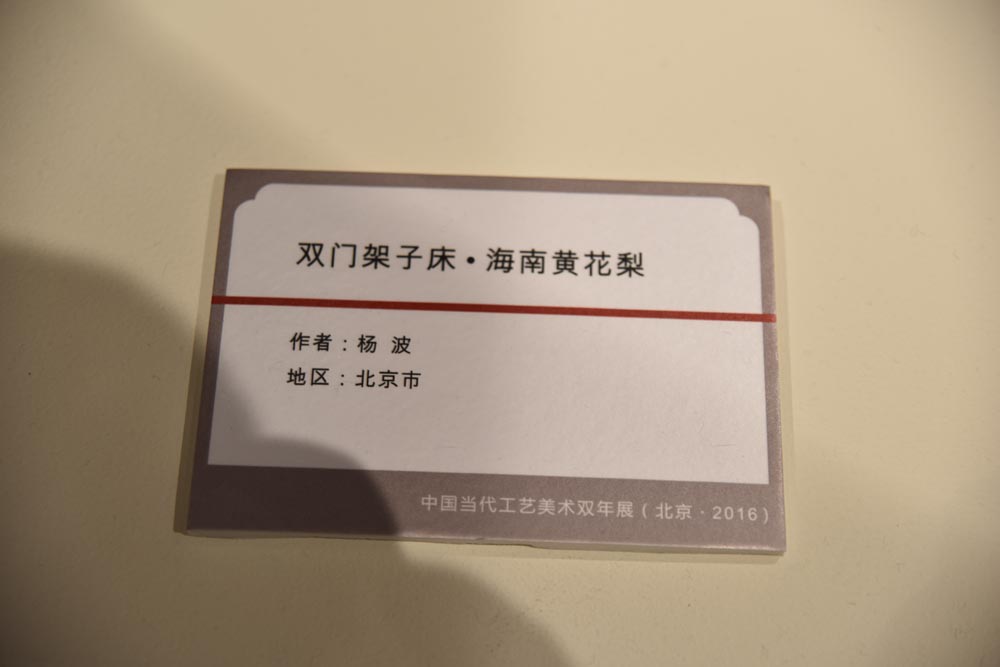 双门架子床·海南黄花梨
作者：杨 波
地区：北京市
中国当代工艺美术双年展（北京·2016）